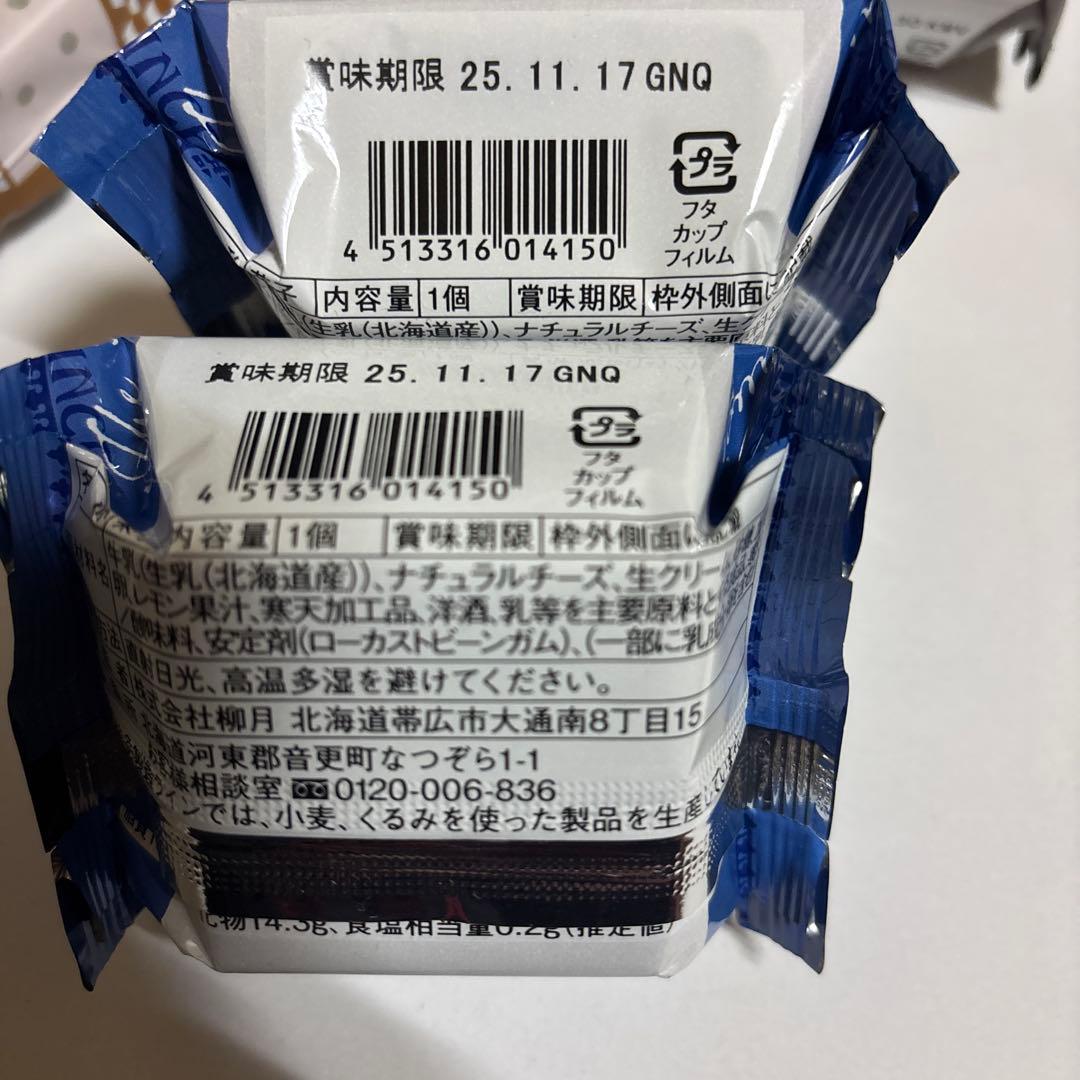 賞味期限 25.11.17 GNQ
プラ
フタ
カップ
フィルム
4 513316 014150
内容量 1個 賞味期限 枠外側面に
(生乳(北海道産))、ナチュラルチーズ、生ク
賞味期限 25.11.17 GNQ
プラ
フタ
カップ
フィルム
4 513316 014150
内容量 1個 賞味期限 枠外側面に
牛乳(生乳(北海道産))、ナチュラルチーズ、生クリー
卵、レモン果汁、寒天加工品、洋酒、乳等を主要原料と
味料、安定剤(ローカストビーンガム)、(一部に乳
直射日光、高温多湿を避けてください。
株式会社柳月 北海道帯広市大通南8丁目15
道河東郡音更町なつぞら1-1
お客様相談室 0120-006-836
インでは、小麦、くるみを使った製品を生産してい
化物14.3g、食塩相当量0.2g(推定値)